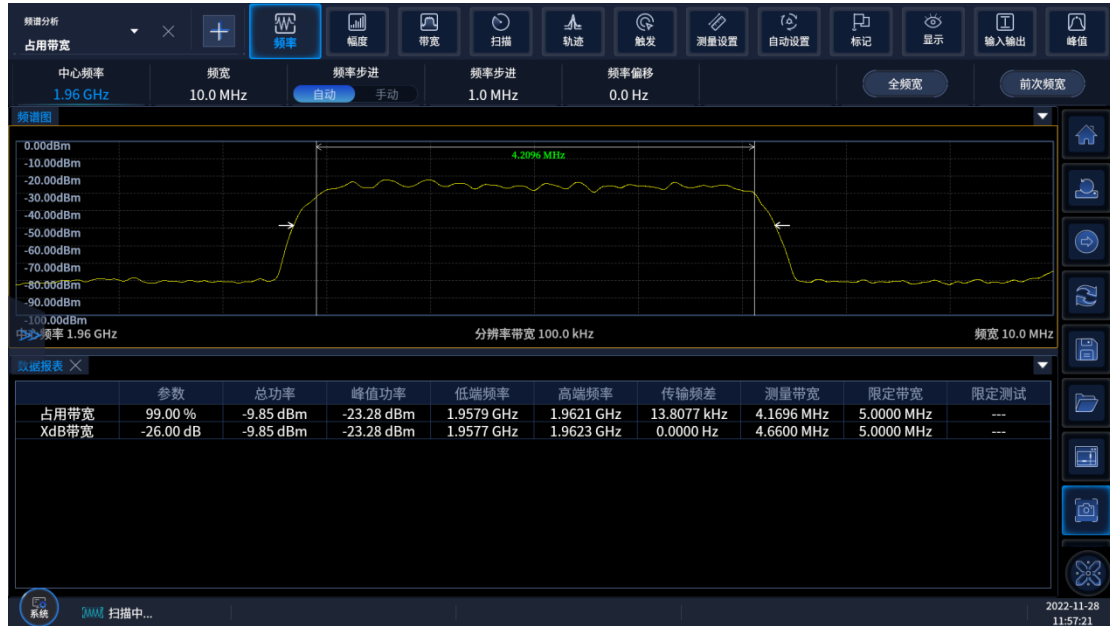 频谱分析
占用带宽
频率
幅度
带宽
扫描
轨迹
触发
测量设置
自动设置
标记
显示
输入输出
峰值
中心频率
1.96 GHz
频宽
10.0 MHz
频率步进
自动 手动
频率步进
1.0 MHz
频率偏移
0.0 Hz
全频宽
前次频宽
频谱图
0.00dBm
-10.00dBm
-20.00dBm
-30.00dBm
-40.00dBm
-50.00dBm
-60.00dBm
-70.00dBm
-80.00dBm
-90.00dBm
-100.00dBm
4.2096 MHz
中心频率 1.96 GHz 分辨率带宽 100.0 kHz 频宽 10.0 MHz
数据报表
参数 总功率 峰值功率 低端频率 高端频率 传输频差 测量带宽 限定带宽 限定测试
占用带宽 99.00 % -9.85 dBm -23.28 dBm 1.9579 GHz 1.9621 GHz 13.8077 kHz 4.1696 MHz 5.0000 MHz ---
XdB带宽 -26.00 dB -9.85 dBm -23.28 dBm 1.9577 GHz 1.9623 GHz 0.0000 Hz 4.6600 MHz 5.0000 MHz ---
系统
扫描中...
2022-11-28
11:57:21